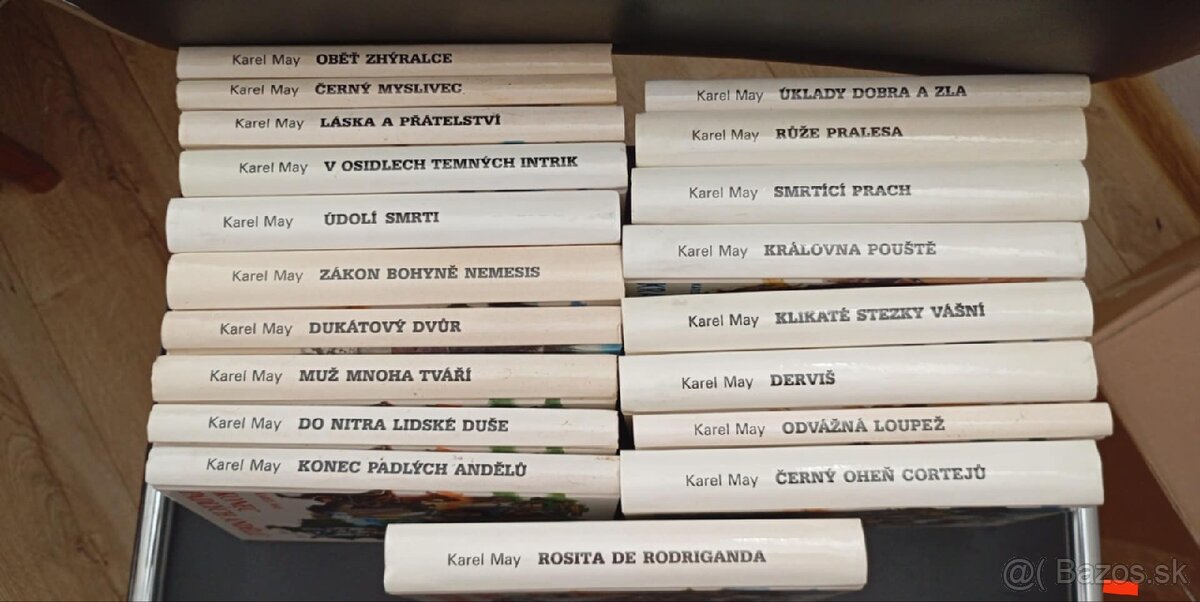 Karel May OBĚŤ ZHÝRALCE
Karel May ČERNÝ MYSLIVEC
Karel May LÁSKA A PŘÁTELSTVÍ
Karel May V OSIDLECH TEMNÝCH INTRIK
Karel May ÚDOLÍ SMRTI
Karel May ZÁKON BOHYNĚ NEMESIS
Karel May DUKÁTOVÝ DVŮR
Karel May MUŽ MNOHA TVÁŘÍ
Karel May DO NITRA LIDSKÉ DUŠE
Karel May KONEC PADLÝCH ANDĚLŮ
Karel May ÚKLADY DOBRA A ZLA
Karel May RŮŽE PRALESA
Karel May SMRTÍCÍ PRACH
Karel May KRÁLOVNA POUŠTĚ
Karel May KLIKATÉ STEZKY VÁŠNÍ
Karel May DERVIŠ
Karel May ODVÁŽNÁ LOUPEŽ
Karel May ČERNÝ OHEŇ CORTEJŮ
Karel May ROSITA DE RODRIGANDA
@( Bazos.sk